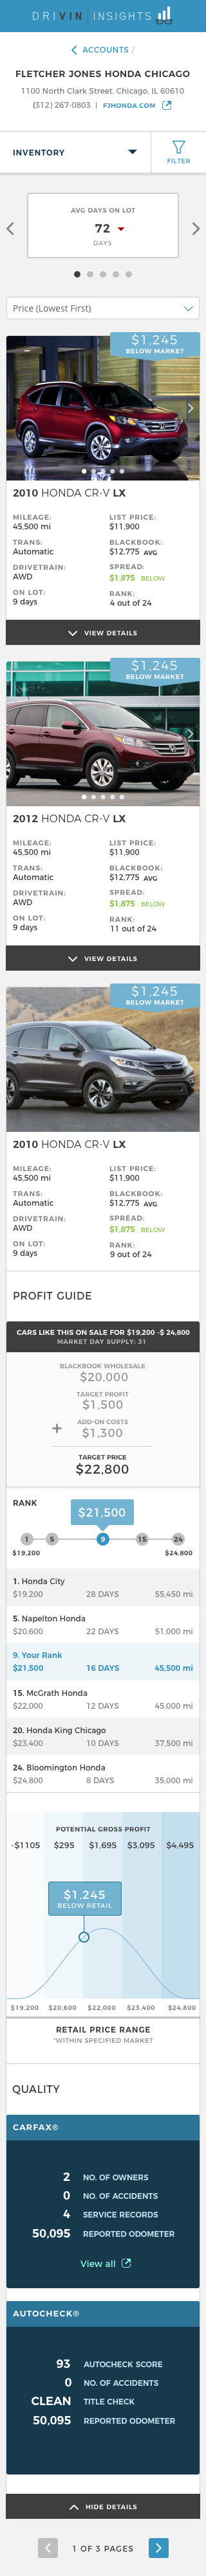 DRIVIN INSIGHTS
ACCOUNTS /
FLETCHER JONES HONDA CHICAGO
1100 North Clark Street, Chicago, IL 60610
(312) 267-0803 | FJHONDA.COM
INVENTORY
FILTER
AVG DAYS ON LOT
72
DAYS
Price (Lowest First)
$1,245
BELOW MARKET
2010 HONDA CR-V LX
MILEAGE: LIST PRICE:
45,500 mi $11,900
TRANS: BLACKBOOK:
Automatic $12,775 AVG
DRIVETRAIN: SPREAD:
AWD $1,875 BELOW
ON LOT: RANK:
9 days 4 out of 24
VIEW DETAILS
$1,245
BELOW MARKET
2012 HONDA CR-V LX
MILEAGE: LIST PRICE:
45,500 mi $11,900
TRANS: BLACKBOOK:
Automatic $12,775 AVG
DRIVETRAIN: SPREAD:
AWD $1,875 BELOW
ON LOT: RANK:
9 days 11 out of 24
VIEW DETAILS
$1,245
BELOW MARKET
2010 HONDA CR-V LX
MILEAGE: LIST PRICE:
45,500 mi $11,900
TRANS: BLACKBOOK:
Automatic $12,775 AVG
DRIVETRAIN: SPREAD:
AWD $1,875 BELOW
ON LOT: RANK:
9 days 9 out of 24
PROFIT GUIDE
CARS LIKE THIS ON SALE FOR $19,200 -$ 24,800
MARKET DAY SUPPLY: 31
BLACKBOOK WHOLESALE
$20,000
TARGET PROFIT
$1,500
ADD-ON COSTS
+ $1,300
TARGET PRICE
$22,800
RANK
$21,500
1 5 9 15 24
$19,200 $24,800
1. Honda City
$19,200 28 DAYS 55,450 mi
5. Napelton Honda
$20,600 22 DAYS 51,000 mi
9. Your Rank
$21,500 16 DAYS 45,500 mi
15. McGrath Honda
$22,000 12 DAYS 45,000 mi
20. Honda King Chicago
$23,400 10 DAYS 37,500 mi
24. Bloomington Honda
$24,800 8 DAYS 35,000 mi
POTENTIAL GROSS PROFIT
-$1105 $295 $1,695 $3,095 $4,495
$1,245
BELOW RETAIL
$19,200 $20,600 $22,000 $23,400 $24,800
RETAIL PRICE RANGE
*WITHIN SPECIFIED MARKET
QUALITY
CARFAX®
2 NO. OF OWNERS
0 NO. OF ACCIDENTS
4 SERVICE RECORDS
50,095 REPORTED ODOMETER
View all
AUTOCHECK®
93 AUTOCHECK SCORE
0 NO. OF ACCIDENTS
CLEAN TITLE CHECK
50,095 REPORTED ODOMETER
HIDE DETAILS
1 OF 3 PAGES